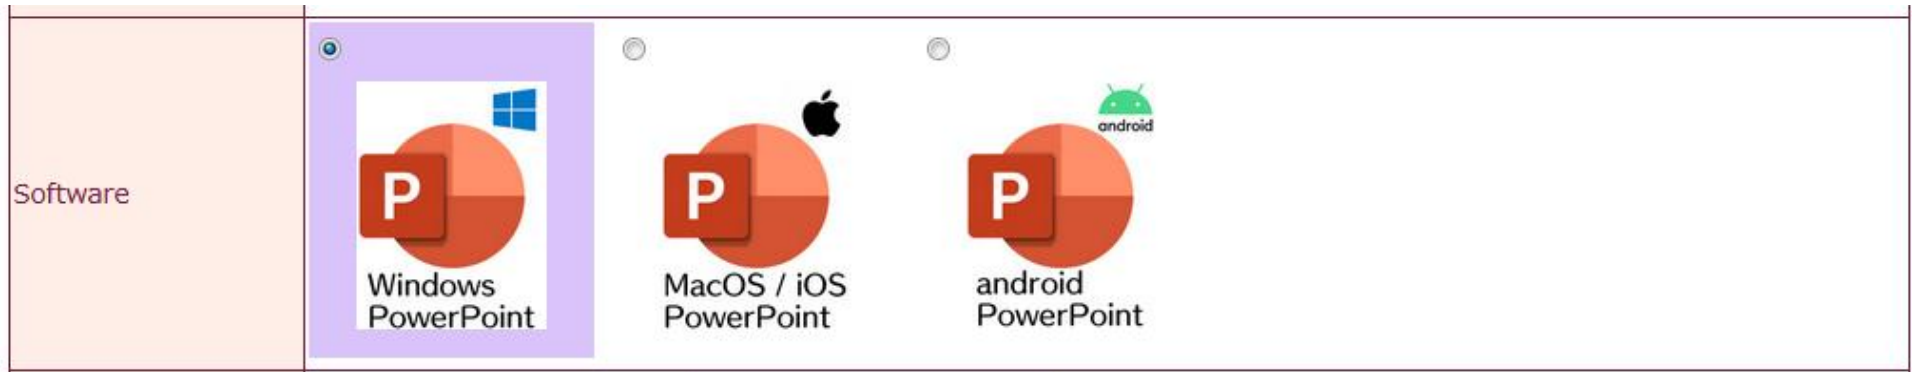 Software
P
Windows
PowerPoint
P
MacOS / iOS
PowerPoint
android
P
android
PowerPoint